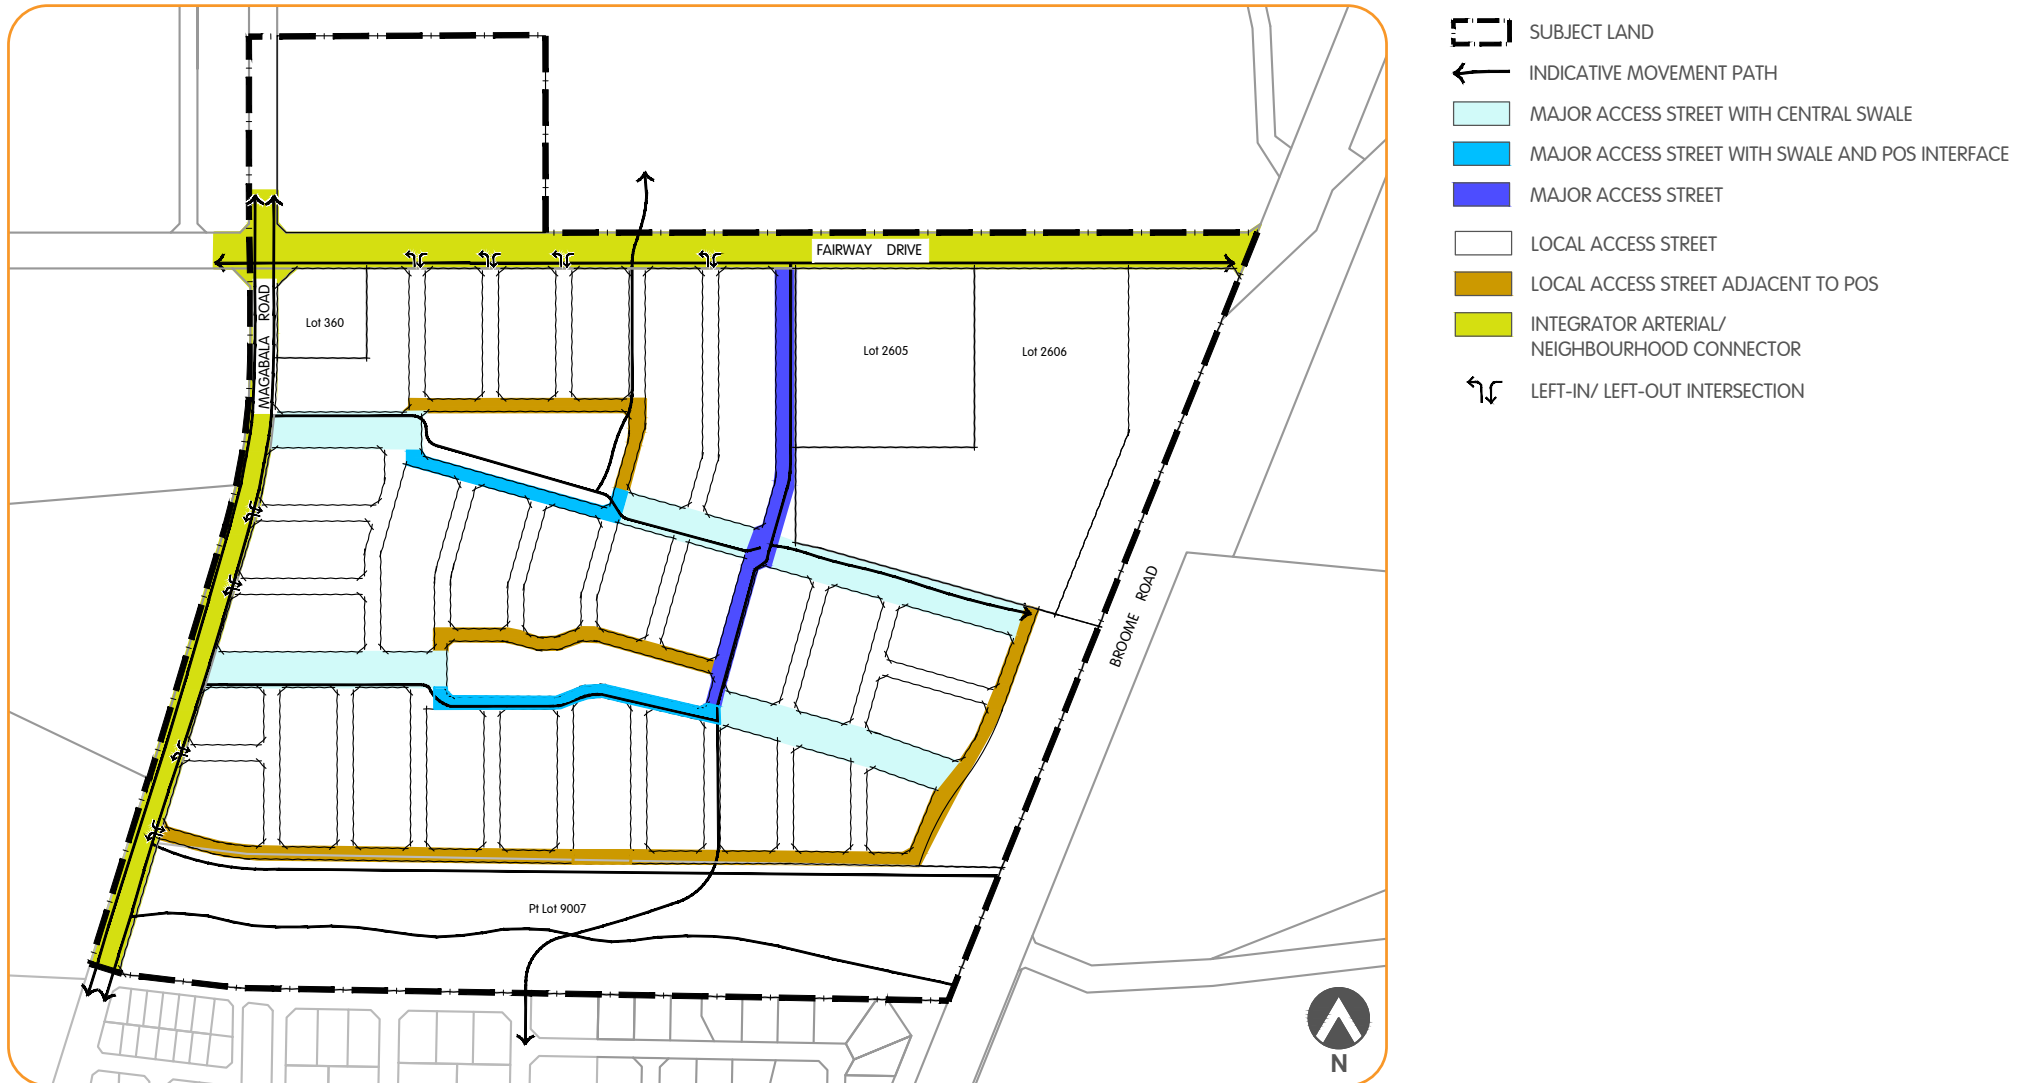 SUBJECT LAND
INDICATIVE MOVEMENT PATH
MAJOR ACCESS STREET WITH CENTRAL SWALE
MAJOR ACCESS STREET WITH SWALE AND POS INTERFACE
MAJOR ACCESS STREET
LOCAL ACCESS STREET
LOCAL ACCESS STREET ADJACENT TO POS
INTEGRATOR ARTERIAL/
NEIGHBOURHOOD CONNECTOR
LEFT-IN/ LEFT-OUT INTERSECTION
FAIRWAY DRIVE
MAGABALA ROAD
Lot 360
Lot 2605
Lot 2606
BROOME ROAD
Pt Lot 9007
N